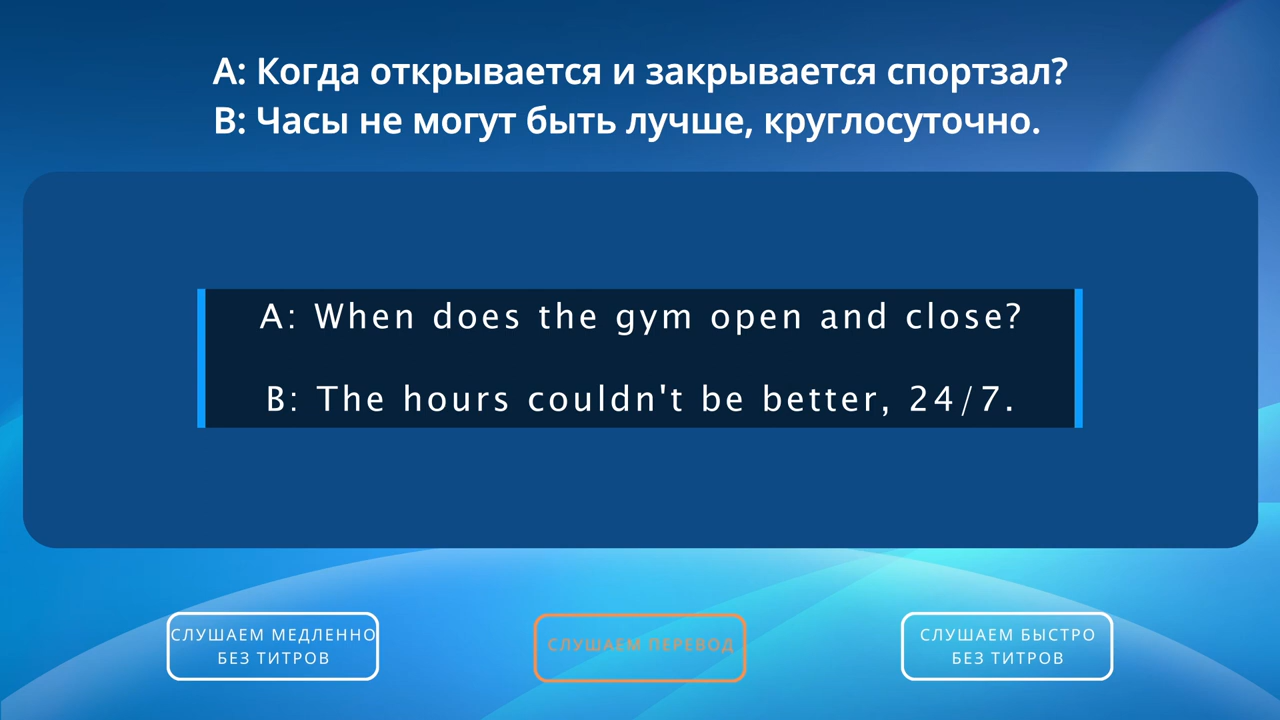 А: Когда открывается и закрывается спортзал?
В: Часы не могут быть лучше, круглосуточно.
A: When does the gym open and close?
B: The hours couldn't be better, 24/7.
СЛУШАЕМ МЕДЛЕННО
БЕЗ ТИТРОВ
СЛУШАЕМ ПЕРЕВОД
СЛУШАЕМ БЫСТРО
БЕЗ ТИТРОВ